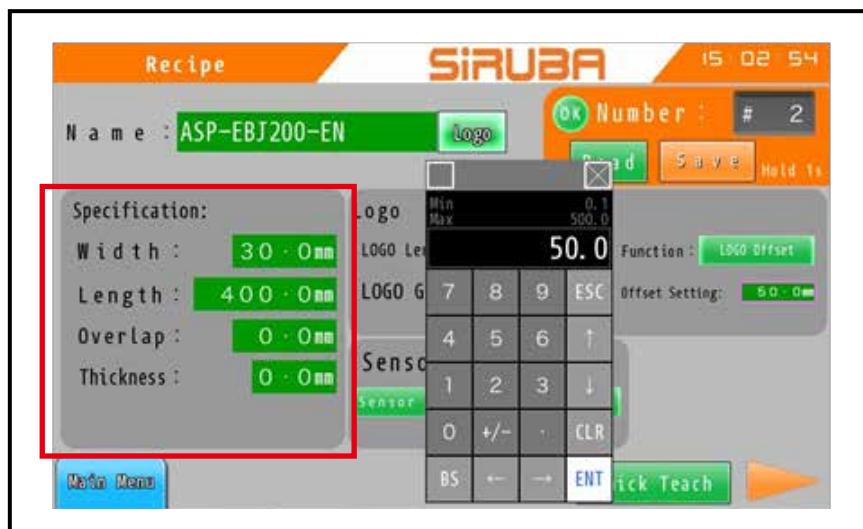 Recipe
SiRUBA
15 02 54
Name : ASP-EBJ200-EN
Logo
OK Number : # 2
Save
Hold 1s
Specification:
Width : 30.0mm
Length : 400.0mm
Overlap : 0.0mm
Thickness : 0.0mm
Logo
LOGO
LOGO
Min 0.1
Max 500.0
50.0
7 8 9 ESC
4 5 6 ↑
1 2 3 ↓
0 +/- . CLR
BS ← → ENT
Function : LOGO Offset
Offset Setting: 50.0mm
Sensor
Main Menu
Teach